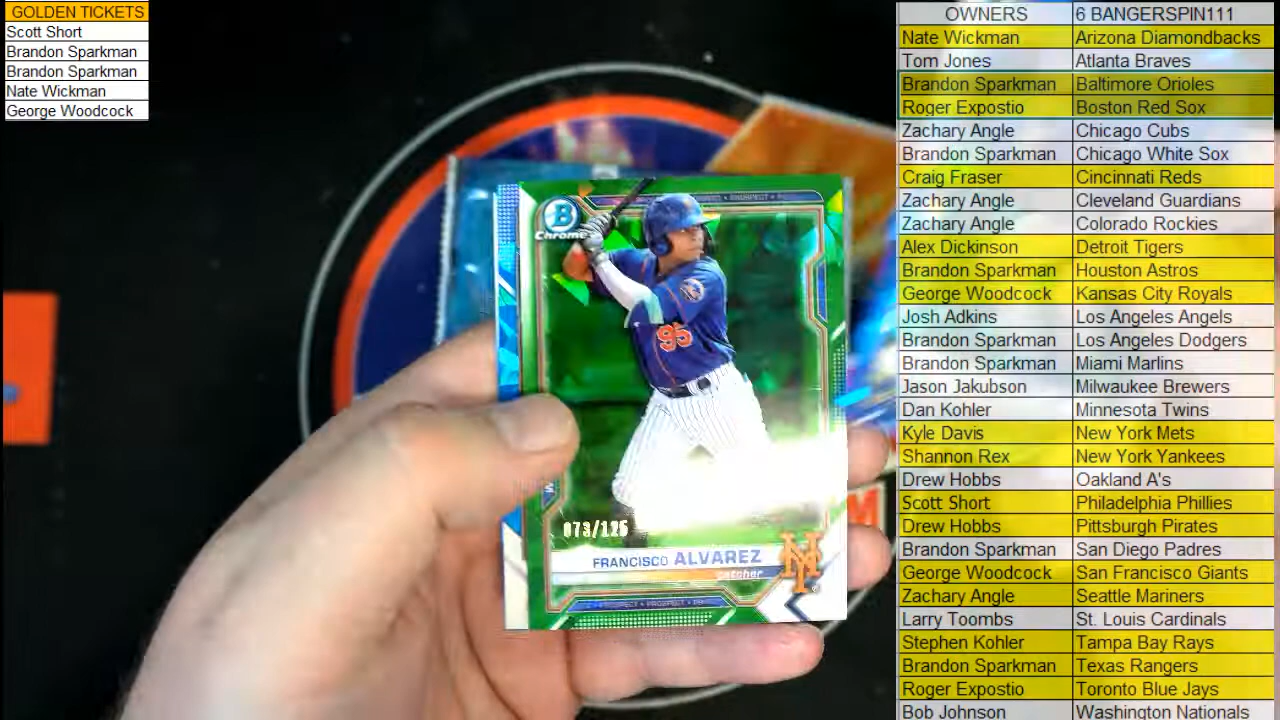 GOLDEN TICKETS
Scott Short
Brandon Sparkman
Brandon Sparkman
Nate Wickman
George Woodcock
B
Chrome
95
073/125
FRANCISCO ALVAREZ
catcher
NY
PROSPECT • PROSPECT
OWNERS 6 BANGERSPIN111
Nate Wickman Arizona Diamondbacks
Tom Jones Atlanta Braves
Brandon Sparkman Baltimore Orioles
Roger Expostio Boston Red Sox
Zachary Angle Chicago Cubs
Brandon Sparkman Chicago White Sox
Craig Fraser Cincinnati Reds
Zachary Angle Cleveland Guardians
Zachary Angle Colorado Rockies
Alex Dickinson Detroit Tigers
Brandon Sparkman Houston Astros
George Woodcock Kansas City Royals
Josh Adkins Los Angeles Angels
Brandon Sparkman Los Angeles Dodgers
Brandon Sparkman Miami Marlins
Jason Jakubson Milwaukee Brewers
Dan Kohler Minnesota Twins
Kyle Davis New York Mets
Shannon Rex New York Yankees
Drew Hobbs Oakland A's
Scott Short Philadelphia Phillies
Drew Hobbs Pittsburgh Pirates
Brandon Sparkman San Diego Padres
George Woodcock San Francisco Giants
Zachary Angle Seattle Mariners
Larry Toombs St. Louis Cardinals
Stephen Kohler Tampa Bay Rays
Brandon Sparkman Texas Rangers
Roger Expostio Toronto Blue Jays
Bob Johnson Washington Nationals